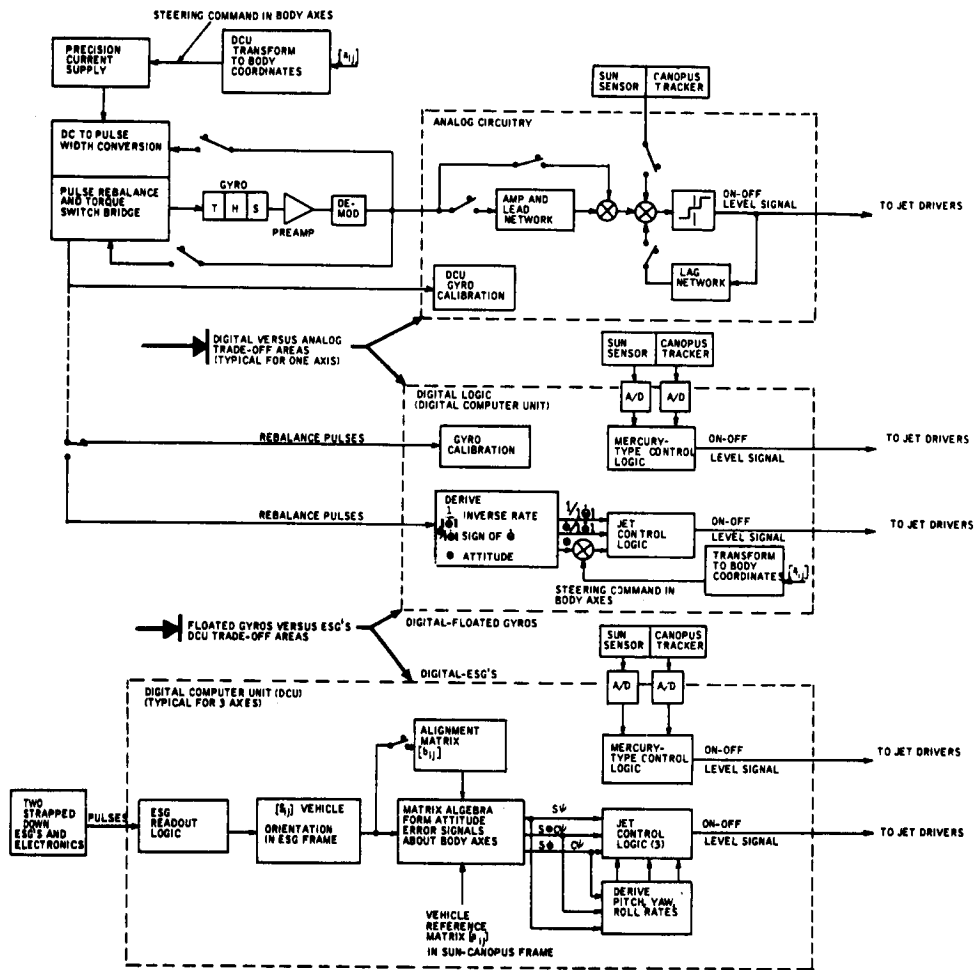 STEERING COMMAND IN BODY AXES
PRECISION
CURRENT
SUPPLY
DCU
TRANSFORM
TO BODY
COORDINATES
SUN
SENSOR
CANOPUS
TRACKER
ANALOG CIRCUITRY
DC TO PULSE
WIDTH CONVERSION
PULSE REBALANCE
AND TORQUE
SWITCH BRIDGE
GYRO
T H S
PREAMP
DE-
MOD
AMP AND
LEAD
NETWORK
ON-OFF
LEVEL SIGNAL
TO JET DRIVERS
LAG
NETWORK
DCU
GYRO
CALIBRATION
DIGITAL VERSUS ANALOG
TRADE-OFF AREAS
(TYPICAL FOR ONE AXIS)
SUN
SENSOR
CANOPUS
TRACKER
A/D
A/D
DIGITAL LOGIC
(DIGITAL COMPUTER UNIT)
REBALANCE PULSES
GYRO
CALIBRATION
MERCURY-
TYPE CONTROL
LOGIC
ON-OFF
LEVEL SIGNAL
TO JET DRIVERS
REBALANCE PULSES
DERIVE
INVERSE RATE
SIGN OF
ATTITUDE
JET
CONTROL
LOGIC
ON-OFF
LEVEL SIGNAL
TO JET DRIVERS
TRANSFORM
TO BODY
COORDINATES
STEERING COMMAND IN
BODY AXES
FLOATED GYROS VERSUS ESG'S
DCU TRADE-OFF AREAS
DIGITAL-FLOATED GYROS
DIGITAL-ESG'S
SUN
SENSOR
CANOPUS
TRACKER
A/D
A/D
DIGITAL COMPUTER UNIT (DCU)
(TYPICAL FOR 3 AXES)
ALIGNMENT
MATRIX
[bij]
MERCURY-
TYPE CONTROL
LOGIC
ON-OFF
LEVEL SIGNAL
TO JET DRIVERS
TWO
STRAPPED
DOWN
ESG'S AND
ELECTRONICS
PULSES
ESG
READOUT
LOGIC
VEHICLE
ORIENTATION
IN ESG FRAME
MATRIX ALGEBRA
FORM ATTITUDE
ERROR SIGNALS
ABOUT BODY AXES
SΨ
CΨ
JET
CONTROL
LOGIC (3)
ON-OFF
LEVEL SIGNAL
TO JET DRIVERS
DERIVE
PITCH, YAW,
ROLL RATES
VEHICLE
REFERENCE
MATRIX
IN SUN-CANOPUS FRAME